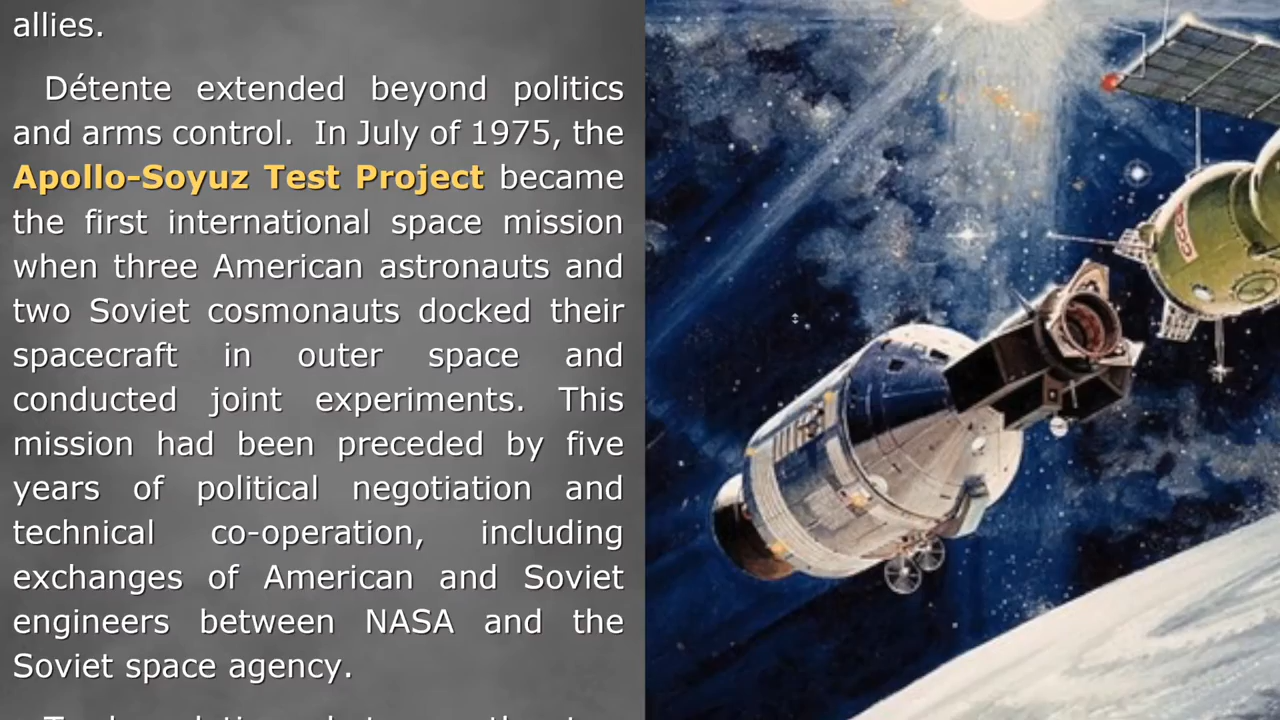 allies.
Détente extended beyond politics
and arms control. In July of 1975, the
Apollo-Soyuz Test Project became
the first international space mission
when three American astronauts and
two Soviet cosmonauts docked their
spacecraft in outer space and
conducted joint experiments. This
mission had been preceded by five
years of political negotiation and
technical co-operation, including
exchanges of American and Soviet
engineers between NASA and the
Soviet space agency.